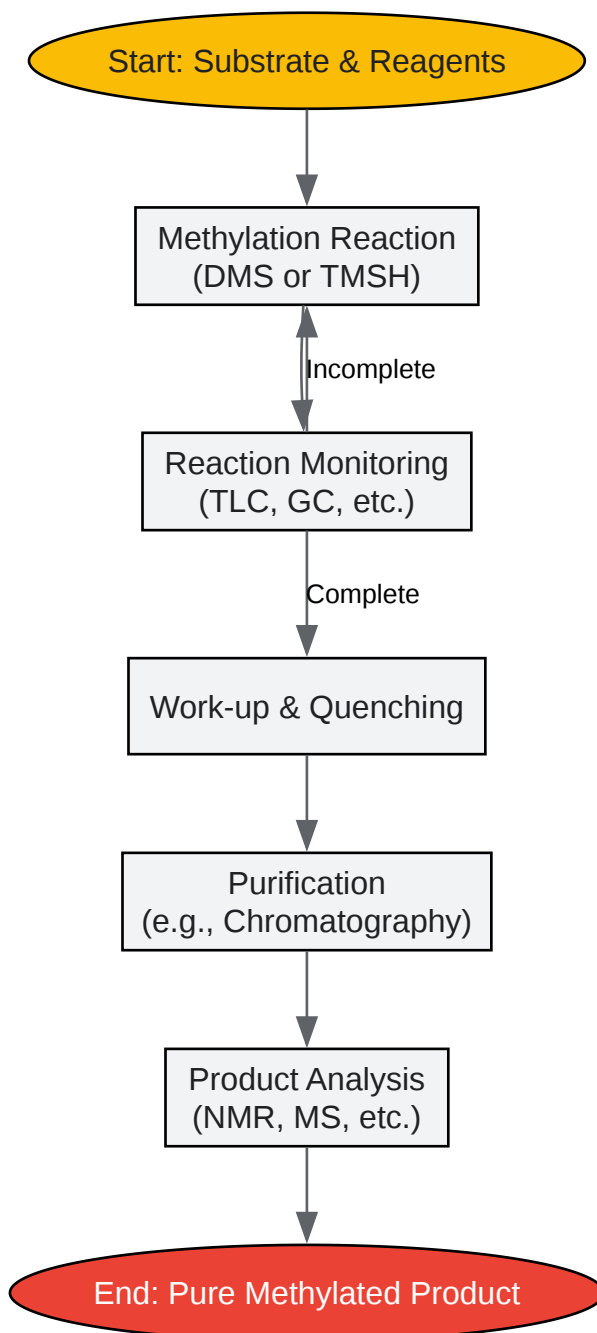 Start: Substrate & Reagents
Methylation Reaction
(DMS or TMSH)
Incomplete
Reaction Monitoring
(TLC, GC, etc.)
Complete
Work-up & Quenching
Purification
(e.g., Chromatography)
Product Analysis
(NMR, MS, etc.)
End: Pure Methylated Product